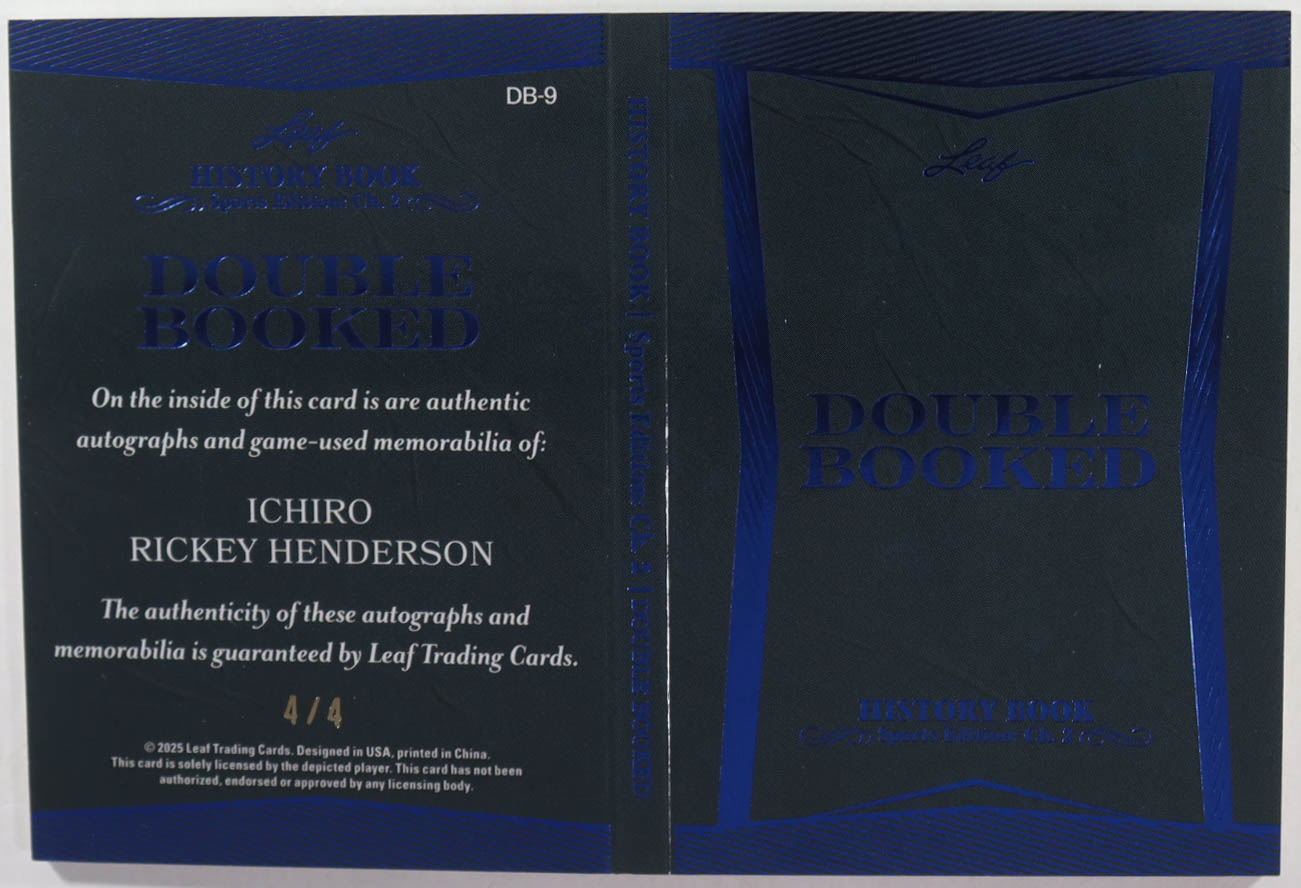 DB-9
Leaf
HISTORY BOOK
Sports Edition: Ch. 2
DOUBLE
BOOKED
On the inside of this card is are authentic
autographs and game-used memorabilia of:
ICHIRO
RICKEY HENDERSON
The authenticity of these autographs and
memorabilia is guaranteed by Leaf Trading Cards.
4/4
© 2025 Leaf Trading Cards. Designed in USA, printed in China.
This card is solely licensed by the depicted player. This card has not been
authorized, endorsed or approved by any licensing body.
HISTORY BOOK | Sports Edition: Ch. 2 | DOUBLE BOOKED
Leaf
DOUBLE
BOOKED
HISTORY BOOK
Sports Edition: Ch. 2